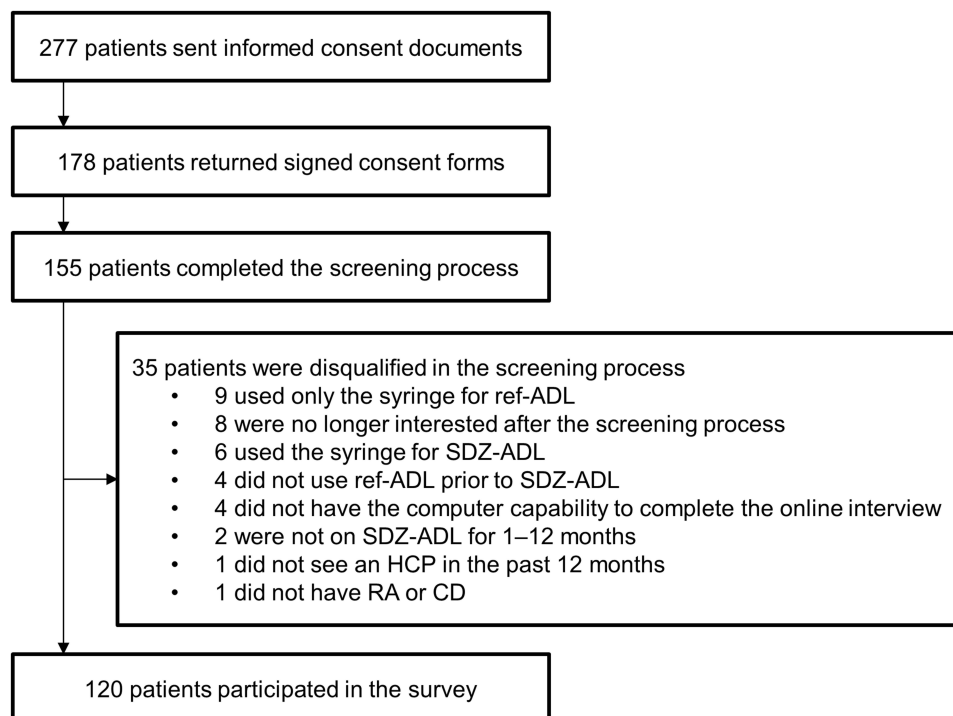 277 patients sent informed consent documents
178 patients returned signed consent forms
155 patients completed the screening process
35 patients were disqualified in the screening process
• 9 used only the syringe for ref-ADL
• 8 were no longer interested after the screening process
• 6 used the syringe for SDZ-ADL
• 4 did not use ref-ADL prior to SDZ-ADL
• 4 did not have the computer capability to complete the online interview
• 2 were not on SDZ-ADL for 1–12 months
• 1 did not see an HCP in the past 12 months
• 1 did not have RA or CD
120 patients participated in the survey